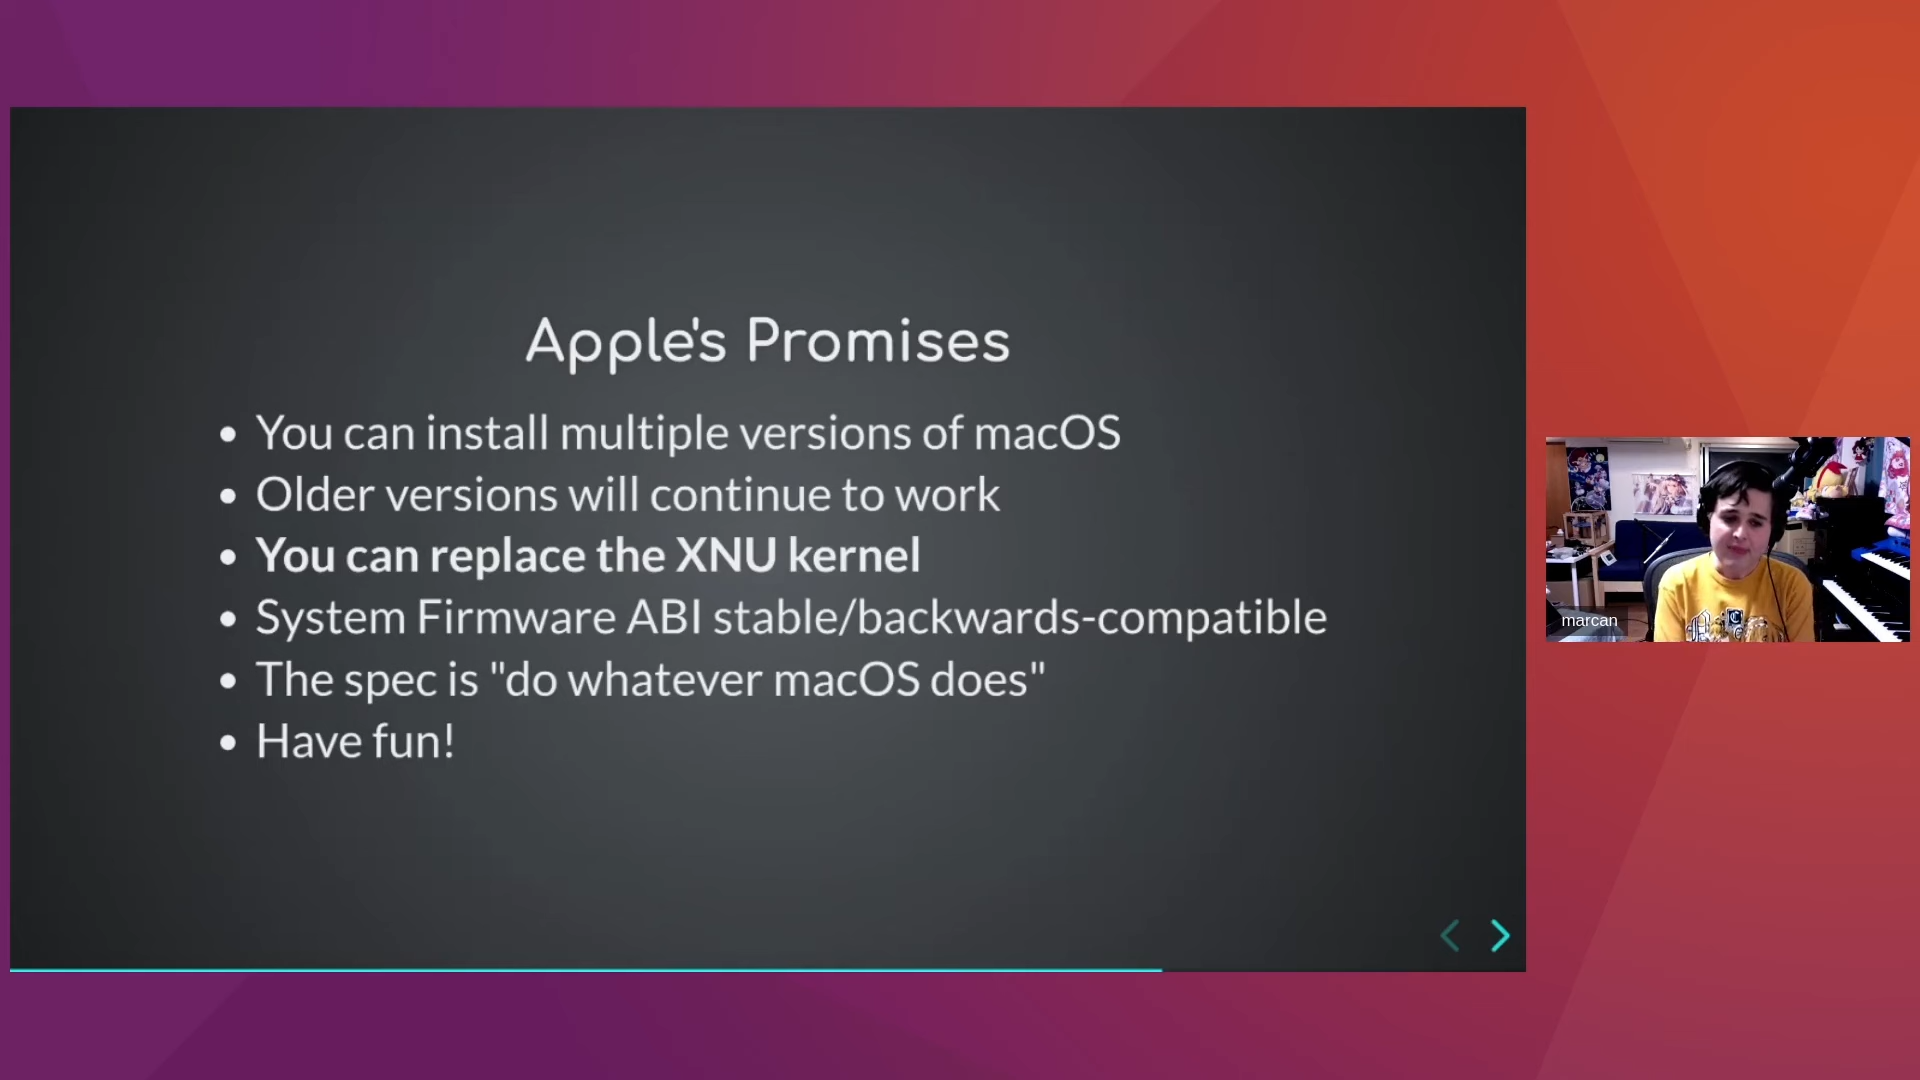 Apple's Promises
You can install multiple versions of macOS
Older versions will continue to work
You can replace the XNU kernel
System Firmware ABI stable/backwards-compatible
The spec is "do whatever macOS does"
Have fun!
marcan